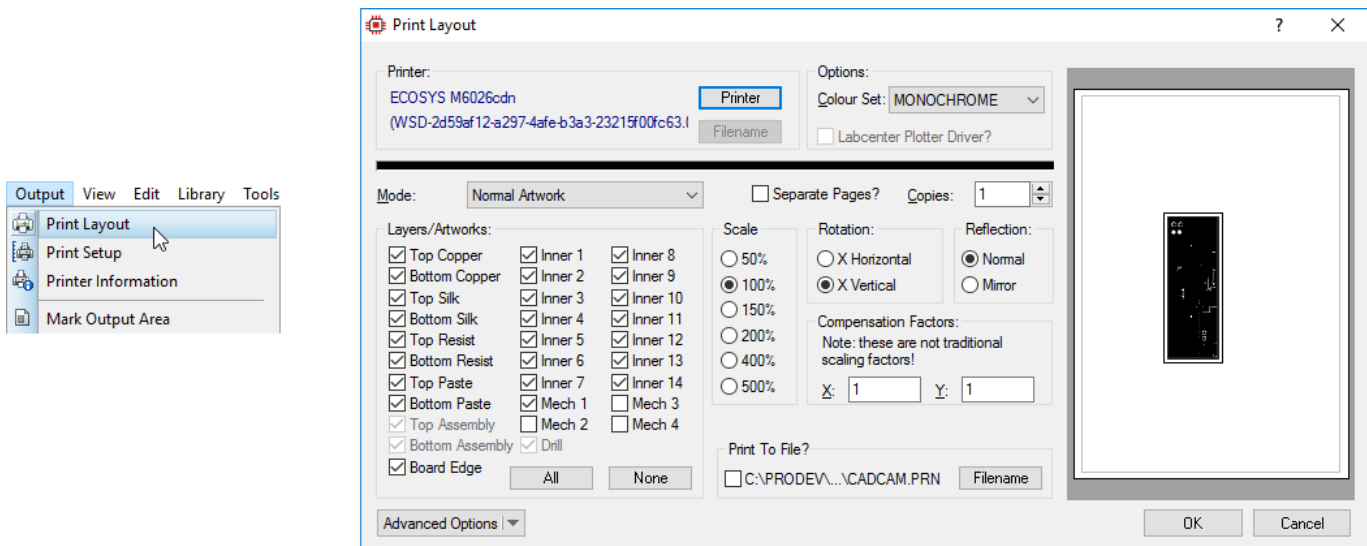 Output View Edit Library Tools
Print Layout
Print Setup
Printer Information
Mark Output Area
Print Layout ? ×
Printer:
ECOSYS M6026cdn
(WSD-2d59af12-a297-4afe-b3a3-23215f00fc63.(
Printer
Filename
Options:
Colour Set: MONOCHROME
Labcenter Plotter Driver?
Mode: Normal Artwork
Separate Pages? Copies: 1
Layers/Artworks:
Top Copper Inner 1 Inner 8
Bottom Copper Inner 2 Inner 9
Top Silk Inner 3 Inner 10
Bottom Silk Inner 4 Inner 11
Top Resist Inner 5 Inner 12
Bottom Resist Inner 6 Inner 13
Top Paste Inner 7 Inner 14
Bottom Paste Mech 1 Mech 3
Top Assembly Mech 2 Mech 4
Bottom Assembly Drill
Board Edge
All None
Scale
50%
100%
150%
200%
400%
500%
Rotation:
X Horizontal
X Vertical
Reflection:
Normal
Mirror
Compensation Factors:
Note: these are not traditional
scaling factors!
X: 1 Y: 1
Print To File?
C:\PRODEV\...\CADCAM.PRN Filename
Advanced Options
OK Cancel